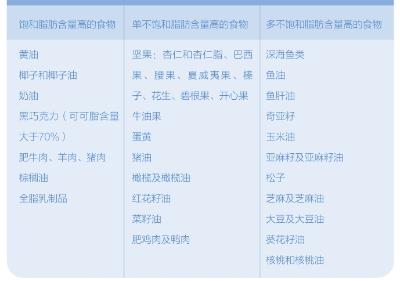 饱和脂肪含量高的食物
黄油
椰子和椰子油
奶油
黑巧克力（可可脂含量
大于70%）
肥牛肉、羊肉、猪肉
棕榈油
全脂乳制品
单不饱和脂肪含量高的食物
坚果：杏仁和杏仁脂、巴西
果、腰果、夏威夷果、榛
子、花生、碧根果、开心果
牛油果
蛋黄
猪油
橄榄及橄榄油
红花籽油
菜籽油
肥鸡肉及鸭肉
多不饱和脂肪含量高的食物
深海鱼类
鱼油
鱼肝油
奇亚籽
玉米油
亚麻籽及亚麻籽油
松子
芝麻及芝麻油
大豆及大豆油
葵花籽油
核桃和核桃油